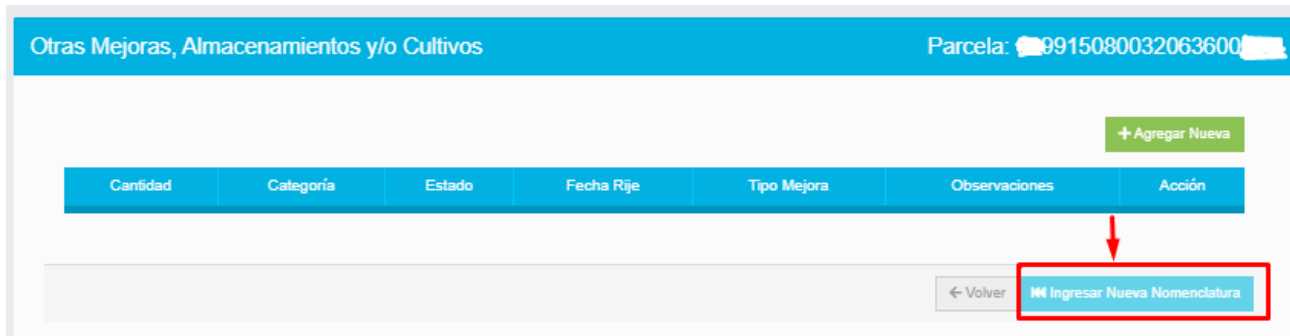 Otras Mejoras, Almacenamientos y/o Cultivos
Parcela: 9915080032063600
+ Agregar Nueva
Cantidad Categoría Estado Fecha Rije Tipo Mejora Observaciones Acción
← Volver
Ingresar Nueva Nomenclatura